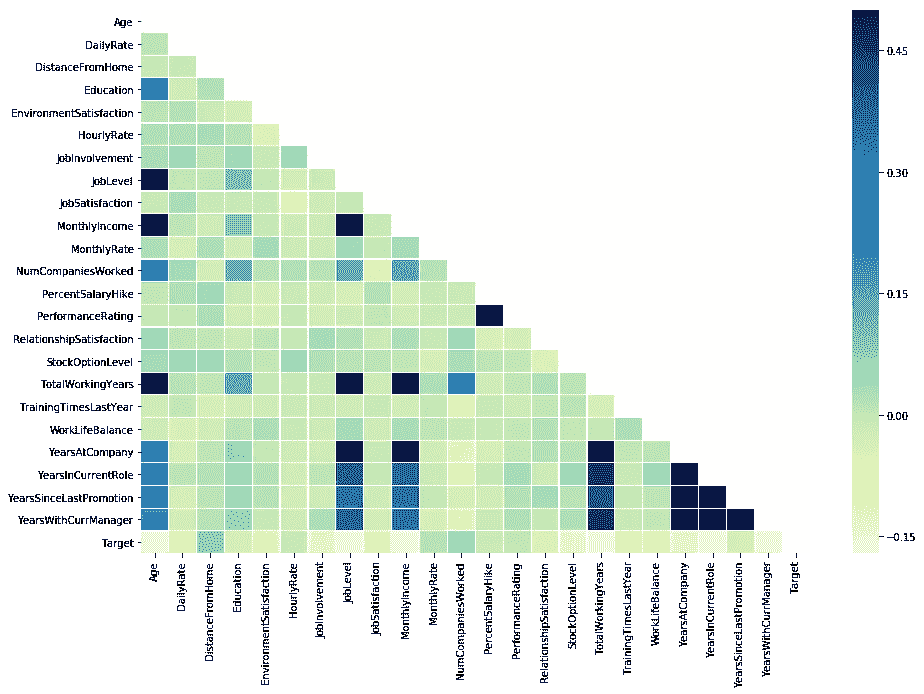 Age
DailyRate
DistanceFromHome
Education
EnvironmentSatisfaction
HourlyRate
JobInvolvement
JobLevel
JobSatisfaction
MonthlyIncome
MonthlyRate
NumCompaniesWorked
PercentSalaryHike
PerformanceRating
RelationshipSatisfaction
StockOptionLevel
TotalWorkingYears
TrainingTimesLastYear
WorkLifeBalance
YearsAtCompany
YearsInCurrentRole
YearsSinceLastPromotion
YearsWithCurrManager
Target
Age
DailyRate
DistanceFromHome
Education
EnvironmentSatisfaction
HourlyRate
JobInvolvement
JobLevel
JobSatisfaction
MonthlyIncome
MonthlyRate
NumCompaniesWorked
PercentSalaryHike
PerformanceRating
RelationshipSatisfaction
StockOptionLevel
TotalWorkingYears
TrainingTimesLastYear
WorkLifeBalance
YearsAtCompany
YearsInCurrentRole
YearsSinceLastPromotion
YearsWithCurrManager
Target
0.45
0.30
0.15
0.00
−0.15